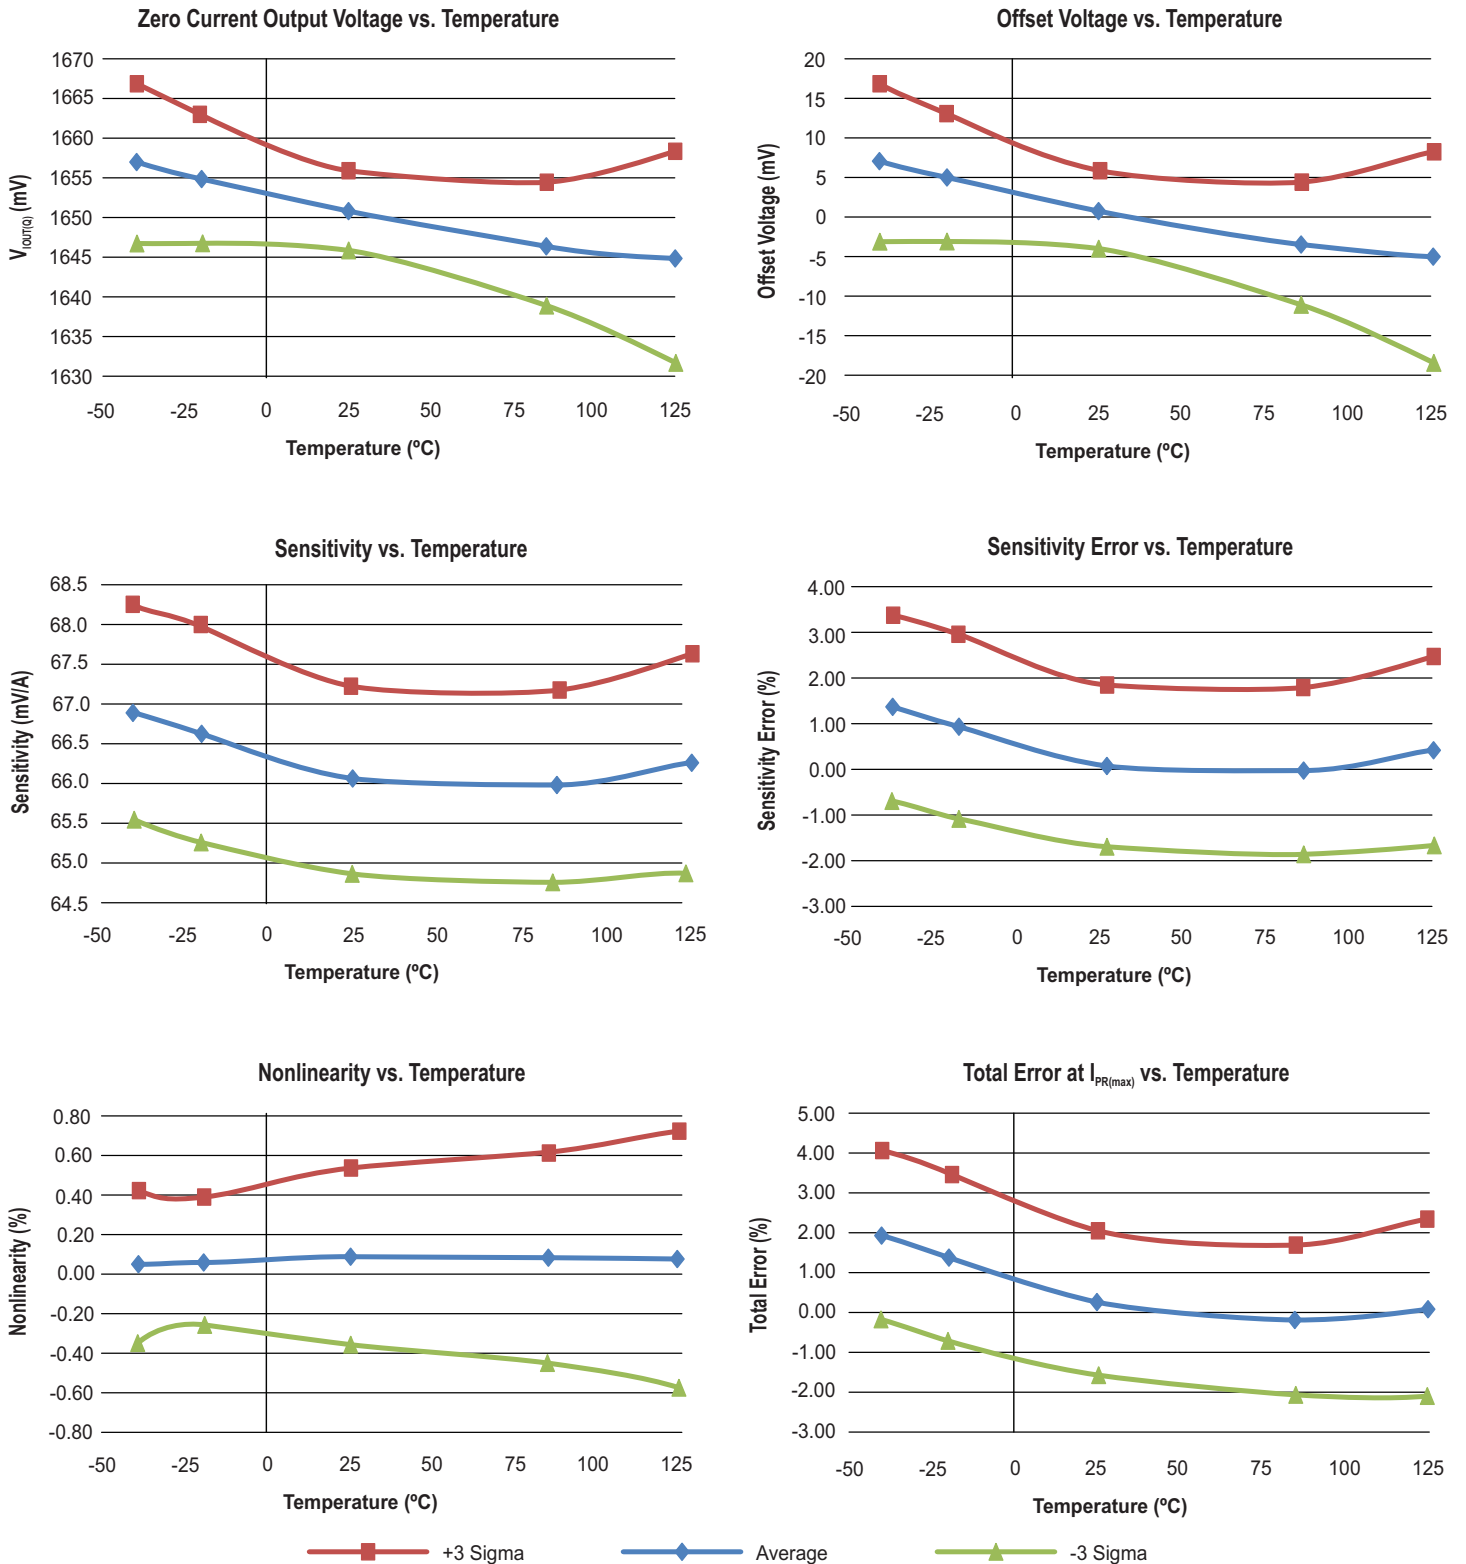 Zero Current Output Voltage vs. Temperature
1670
1665
1660
1655
1650
1645
1640
1635
1630
VIOUT(Q) (mV)
-50 -25 0 25 50 75 100 125
Temperature (ºC)
Offset Voltage vs. Temperature
20
15
10
5
0
-5
-10
-15
-20
Offset Voltage (mV)
-50 -25 0 25 50 75 100 125
Temperature (ºC)
Sensitivity vs. Temperature
68.5
68.0
67.5
67.0
66.5
66.0
65.5
65.0
64.5
Sensitivity (mV/A)
-50 -25 0 25 50 75 100 125
Temperature (ºC)
Sensitivity Error vs. Temperature
4.00
3.00
2.00
1.00
0.00
-1.00
-2.00
-3.00
Sensitivity Error (%)
-50 -25 0 25 50 75 100 125
Temperature (ºC)
Nonlinearity vs. Temperature
0.80
0.60
0.40
0.20
0.00
-0.20
-0.40
-0.60
-0.80
Nonlinearity (%)
-50 -25 0 25 50 75 100 125
Temperature (ºC)
Total Error at IPR(max) vs. Temperature
5.00
4.00
3.00
2.00
1.00
0.00
-1.00
-2.00
-3.00
Total Error (%)
-50 -25 0 25 50 75 100 125
Temperature (ºC)
+3 Sigma Average -3 Sigma